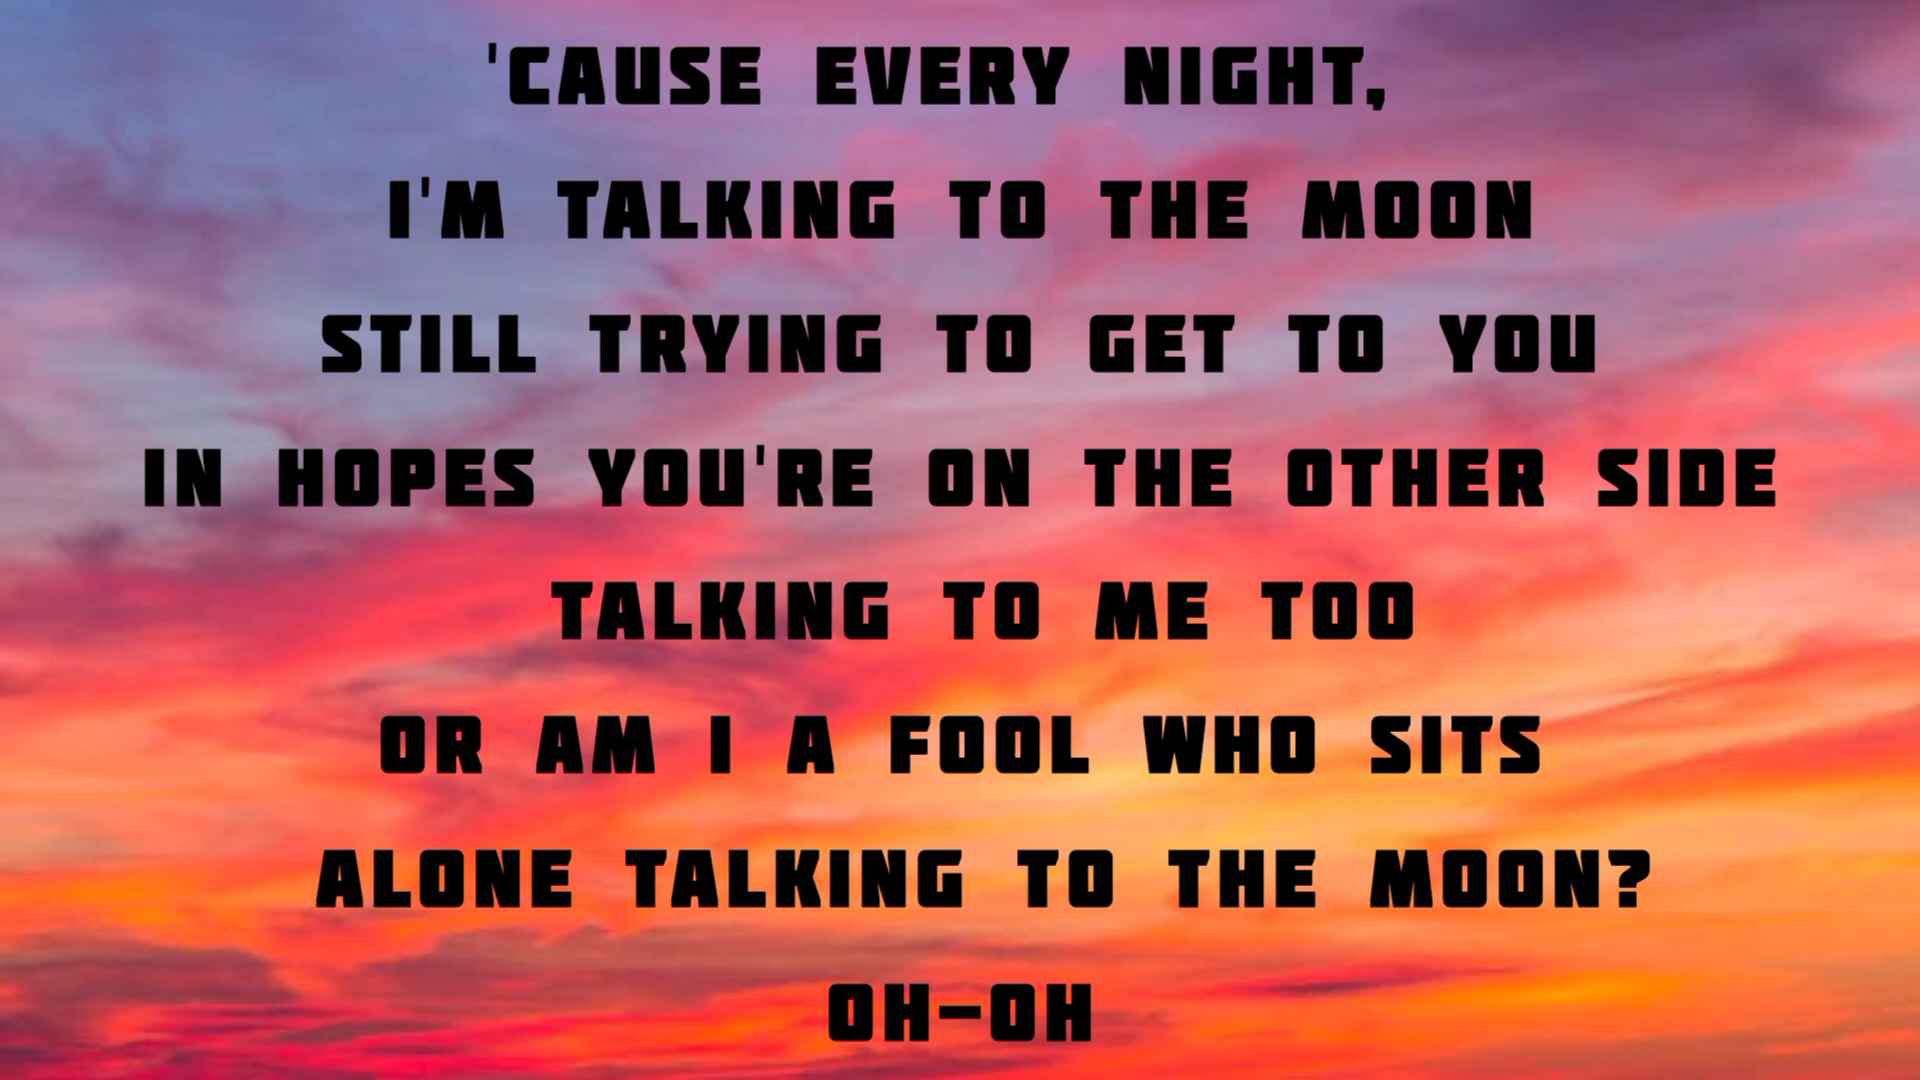 'CAUSE EVERY NIGHT,
I'M TALKING TO THE MOON
STILL TRYING TO GET TO YOU
IN HOPES YOU'RE ON THE OTHER SIDE
TALKING TO ME TOO
OR AM I A FOOL WHO SITS
ALONE TALKING TO THE MOON?
OH-OH